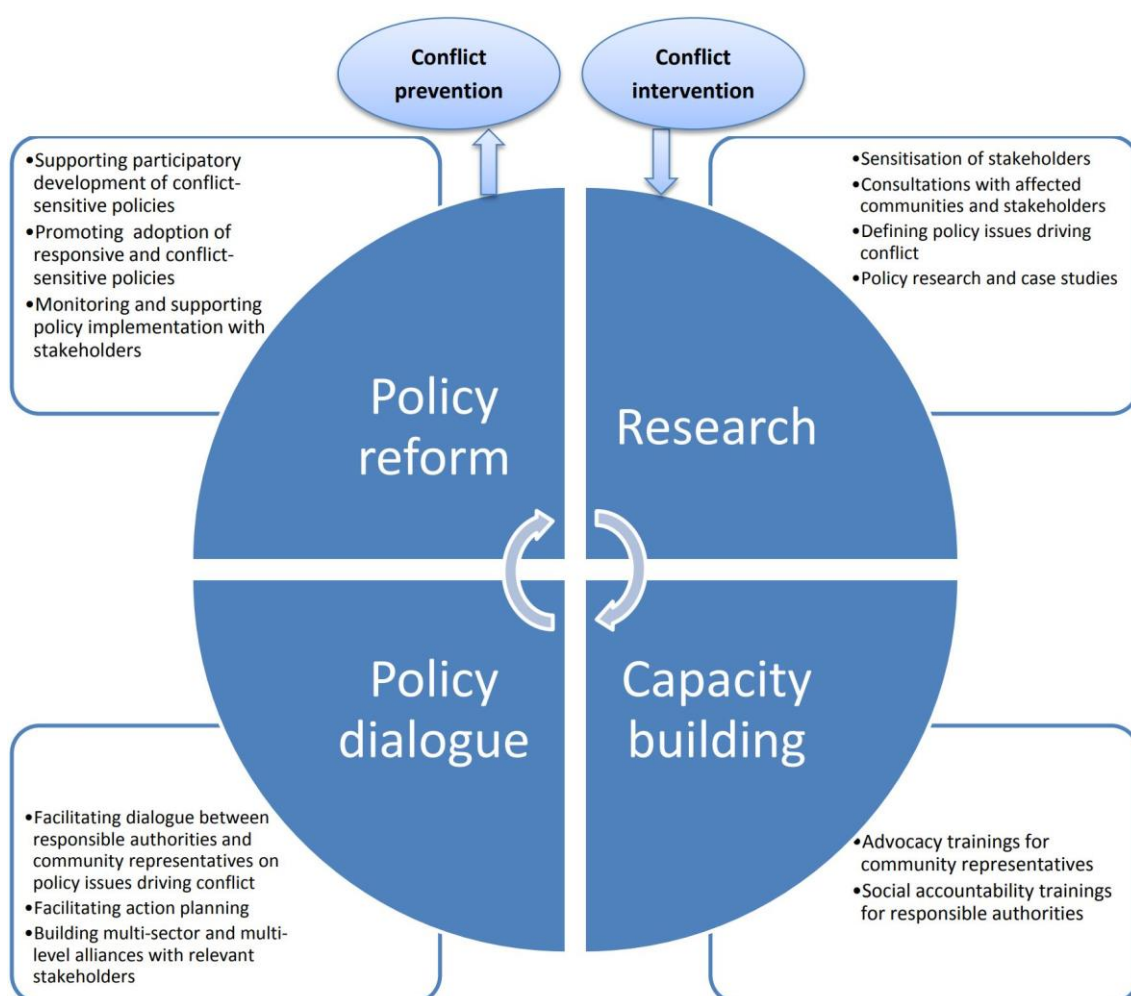 Conflict
prevention
Conflict
intervention
•Supporting participatory
development of conflict-
sensitive policies
•Promoting adoption of
responsive and conflict-
sensitive policies
•Monitoring and supporting
policy implementation with
stakeholders
•Sensitisation of stakeholders
•Consultations with affected
communities and stakeholders
•Defining policy issues driving
conflict
•Policy research and case studies
Policy
reform
Research
Policy
dialogue
Capacity
building
•Facilitating dialogue between
responsible authorities and
community representatives on
policy issues driving conflict
•Facilitating action planning
•Building multi-sector and multi-
level alliances with relevant
stakeholders
•Advocacy trainings for
community representatives
•Social accountability trainings
for responsible authorities